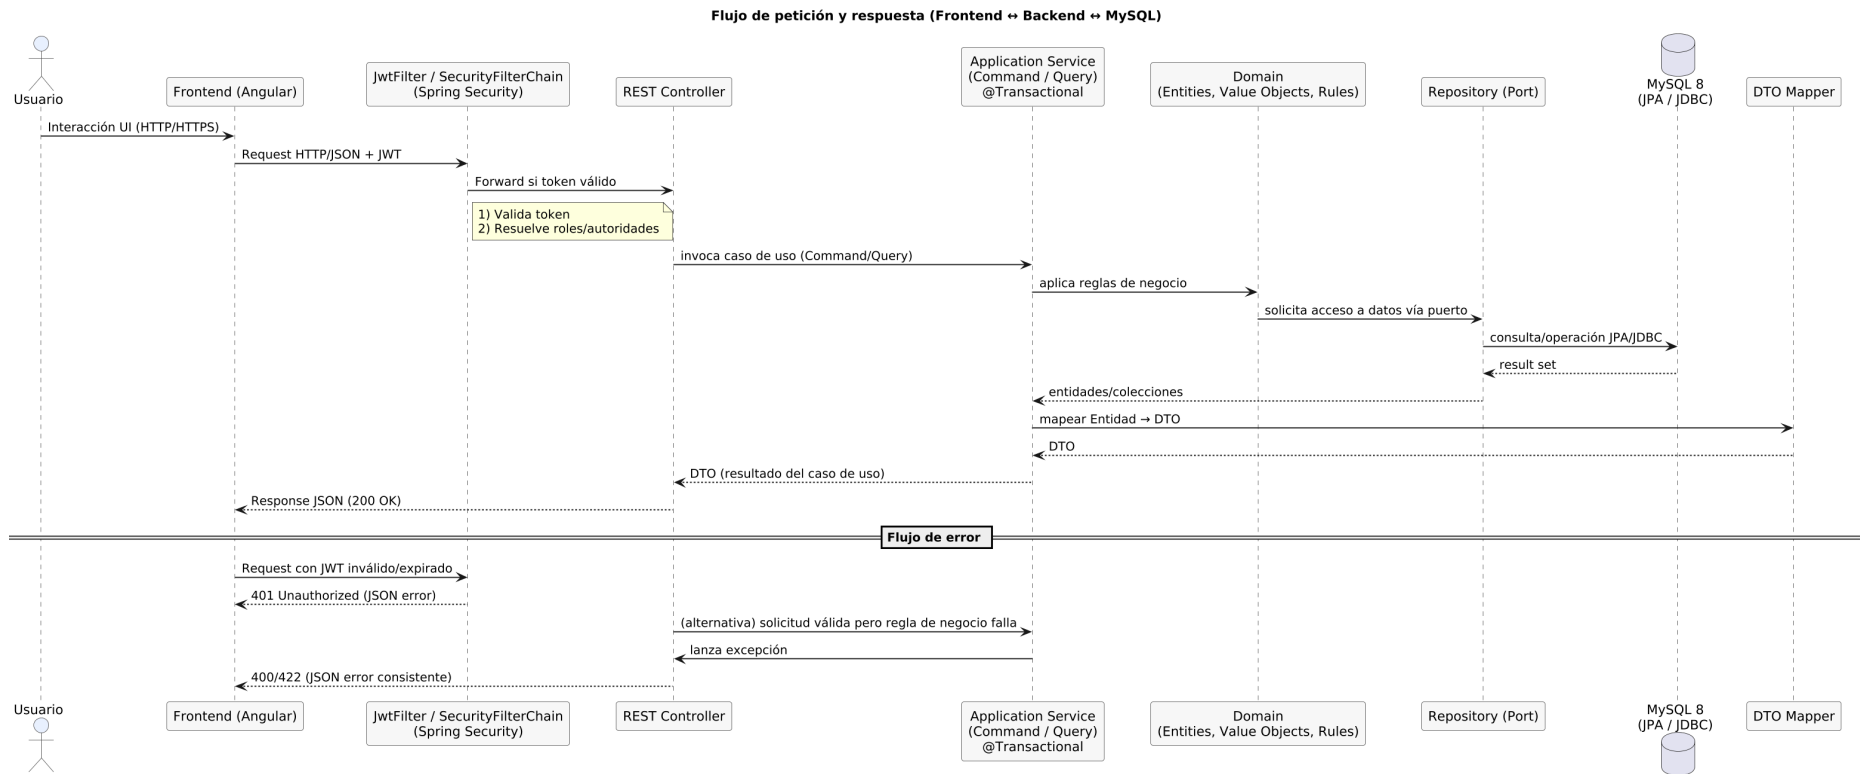 Flujo de petición y respuesta (Frontend ↔ Backend ↔ MySQL)
Usuario
Frontend (Angular)
JwtFilter / SecurityFilterChain
(Spring Security)
REST Controller
Application Service
(Command / Query)
@Transactional
Domain
(Entities, Value Objects, Rules)
Repository (Port)
MySQL 8
(JPA / JDBC)
DTO Mapper
Interacción UI (HTTP/HTTPS)
Request HTTP/JSON + JWT
Forward si token válido
1) Valida token
2) Resuelve roles/autoridades
invoca caso de uso (Command/Query)
aplica reglas de negocio
solicita acceso a datos vía puerto
consulta/operación JPA/JDBC
result set
entidades/colecciones
mapear Entidad → DTO
DTO
DTO (resultado del caso de uso)
Response JSON (200 OK)
Flujo de error
Request con JWT inválido/expirado
401 Unauthorized (JSON error)
(alternativa) solicitud válida pero regla de negocio falla
lanza excepción
400/422 (JSON error consistente)
Usuario
Frontend (Angular)
JwtFilter / SecurityFilterChain
(Spring Security)
REST Controller
Application Service
(Command / Query)
@Transactional
Domain
(Entities, Value Objects, Rules)
Repository (Port)
MySQL 8
(JPA / JDBC)
DTO Mapper